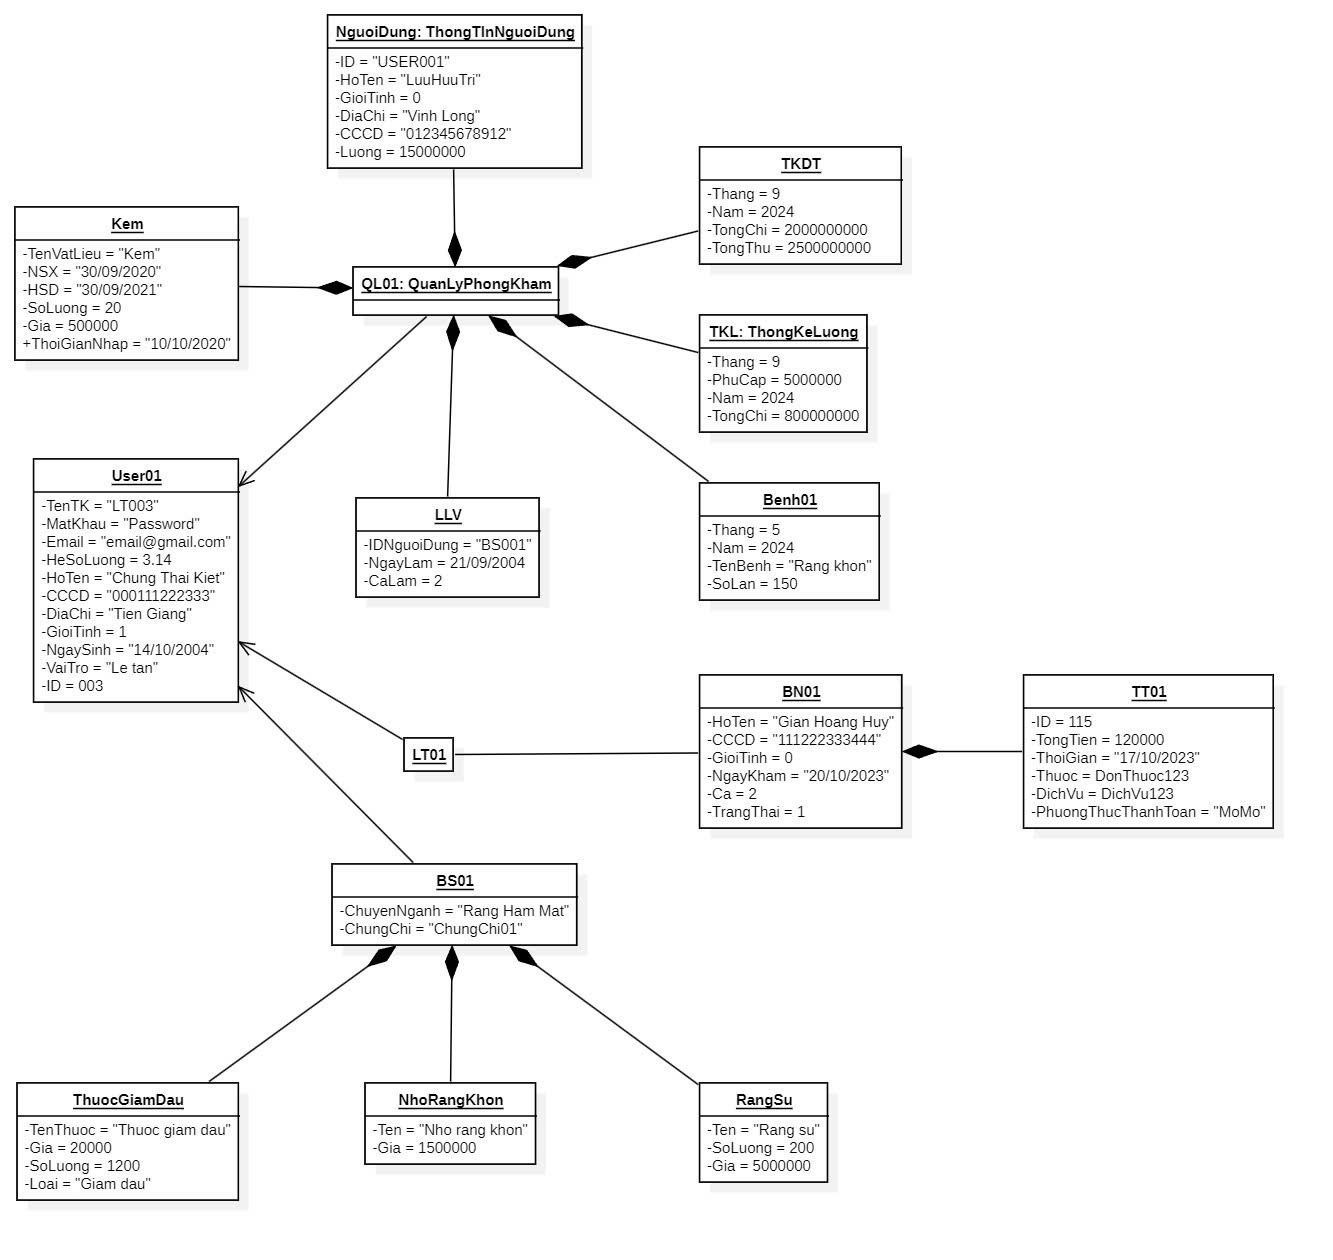 NguoiDung: ThongTInNguoiDung
-ID = "USER001"
-HoTen = "LuuHuuTri"
-GioiTinh = 0
-DiaChi = "Vinh Long"
-CCCD = "012345678912"
-Luong = 15000000
TKDT
-Thang = 9
-Nam = 2024
-TongChi = 2000000000
-TongThu = 2500000000
Kem
-TenVatLieu = "Kem"
-NSX = "30/09/2020"
-HSD = "30/09/2021"
-SoLuong = 20
-Gia = 500000
+ThoiGianNhap = "10/10/2020"
QL01: QuanLyPhongKham
TKL: ThongKeLuong
-Thang = 9
-PhuCap = 5000000
-Nam = 2024
-TongChi = 800000000
User01
-TenTK = "LT003"
-MatKhau = "Password"
-Email = "email@gmail.com"
-HeSoLuong = 3.14
-HoTen = "Chung Thai Kiet"
-CCCD = "000111222333"
-DiaChi = "Tien Giang"
-GioiTinh = 1
-NgaySinh = "14/10/2004"
-VaiTro = "Le tan"
-ID = 003
LLV
-IDNguoiDung = "BS001"
-NgayLam = 21/09/2004
-CaLam = 2
Benh01
-Thang = 5
-Nam = 2024
-TenBenh = "Rang khon"
-SoLan = 150
LT01
BN01
-HoTen = "Gian Hoang Huy"
-CCCD = "111222333444"
-GioiTinh = 0
-NgayKham = "20/10/2023"
-Ca = 2
-TrangThai = 1
TT01
-ID = 115
-TongTien = 120000
-ThoiGian = "17/10/2023"
-Thuoc = DonThuoc123
-DichVu = DichVu123
-PhuongThucThanhToan = "MoMo"
BS01
-ChuyenNganh = "Rang Ham Mat"
-ChungChi = "ChungChi01"
ThuocGiamDau
-TenThuoc = "Thuoc giam dau"
-Gia = 20000
-SoLuong = 1200
-Loai = "Giam dau"
NhoRangKhon
-Ten = "Nho rang khon"
-Gia = 1500000
RangSu
-Ten = "Rang su"
-SoLuong = 200
-Gia = 5000000